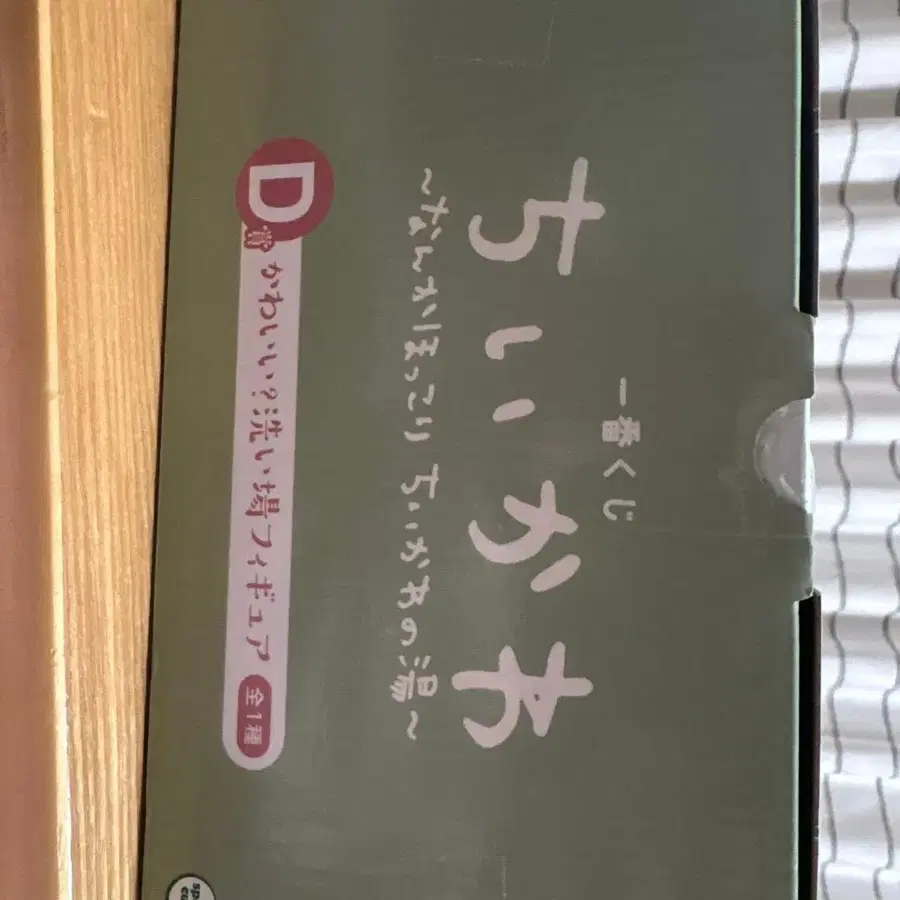 一番くじ
ちいかわ
~なんかほっこり ちいかわの湯~
D賞 かわいい?洗い場フィギュア 全1種